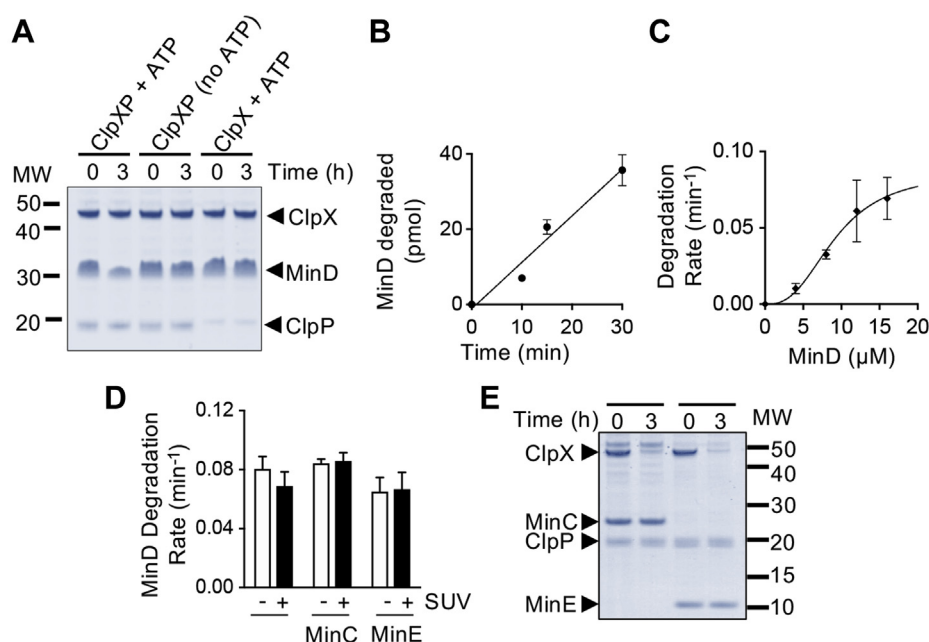 A
ClpXP + ATP
ClpXP (no ATP)
ClpX + ATP
MW
0 3 0 3 0 3 Time (h)
50
40
30
20
ClpX
MinD
ClpP
B
MinD degraded
(pmol)
40
20
0
0 10 20 30
Time (min)
C
Degradation
Rate (min-1)
0.10
0.05
0.00
0 5 10 15 20
MinD (µM)
D
MinD Degradation
Rate (min-1)
0.12
0.08
0.04
0.00
- + - + - + SUV
MinC MinE
E
Time (h) 0 3 0 3 MW
ClpX
MinC
ClpP
MinE
50
40
30
20
15
10